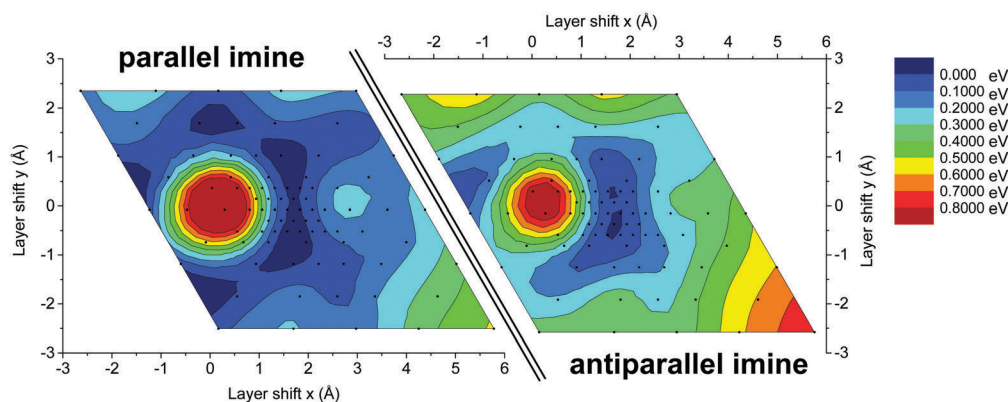 Layer shift x (Å)
-3 -2 -1 0 1 2 3 4 5 6
parallel imine
3
2
1
0
-1
-2
-3
Layer shift y (Å)
-3 -2 -1 0 1 2 3 4 5 6
Layer shift x (Å)
3
2
1
0
-1
-2
-3
Layer shift y (Å)
antiparallel imine
0.000 eV
0.1000 eV
0.2000 eV
0.3000 eV
0.4000 eV
0.5000 eV
0.6000 eV
0.7000 eV
0.8000 eV